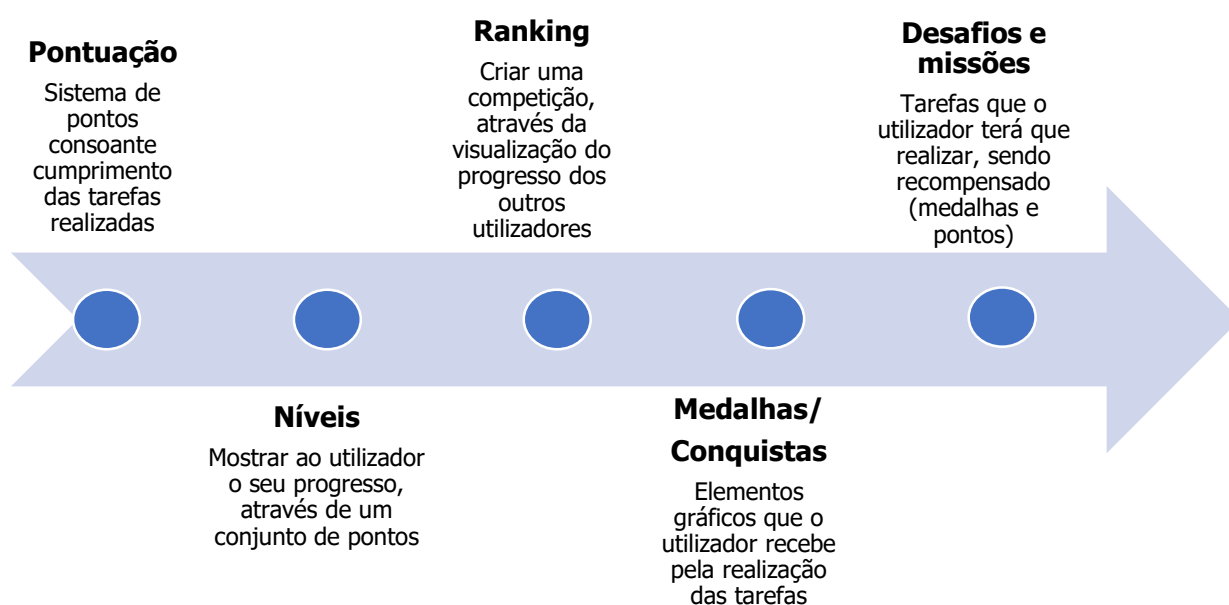 Pontuação
Sistema de
pontos
consoante
cumprimento
das tarefas
realizadas
Níveis
Mostrar ao utilizador
o seu progresso,
através de um
conjunto de pontos
Ranking
Criar uma
competição,
através da
visualização do
progresso dos
outros
utilizadores
Medalhas/
Conquistas
Elementos
gráficos que o
utilizador recebe
pela realização
das tarefas
Desafios e
missões
Tarefas que o
utilizador terá que
realizar, sendo
recompensado
(medalhas e
pontos)